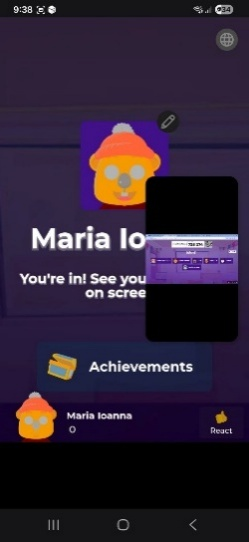 9:38
34
Maria Io
You're in! See you
on scree
Achievements
Maria Ioanna
0
React